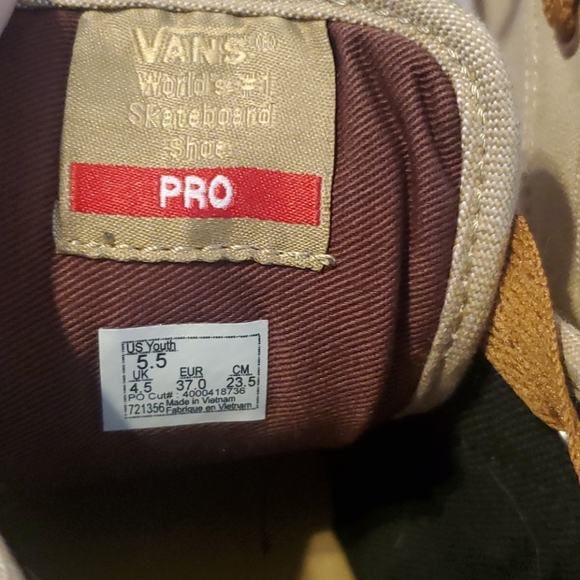 VANS®
World's #1
Skateboard
shoe
PRO
US Youth
5.5
UK EUR CM
4.5 37.0 23.5
PO Cut# : 4000418736
721356 Made in Vietnam
Fabrique en Vietnam